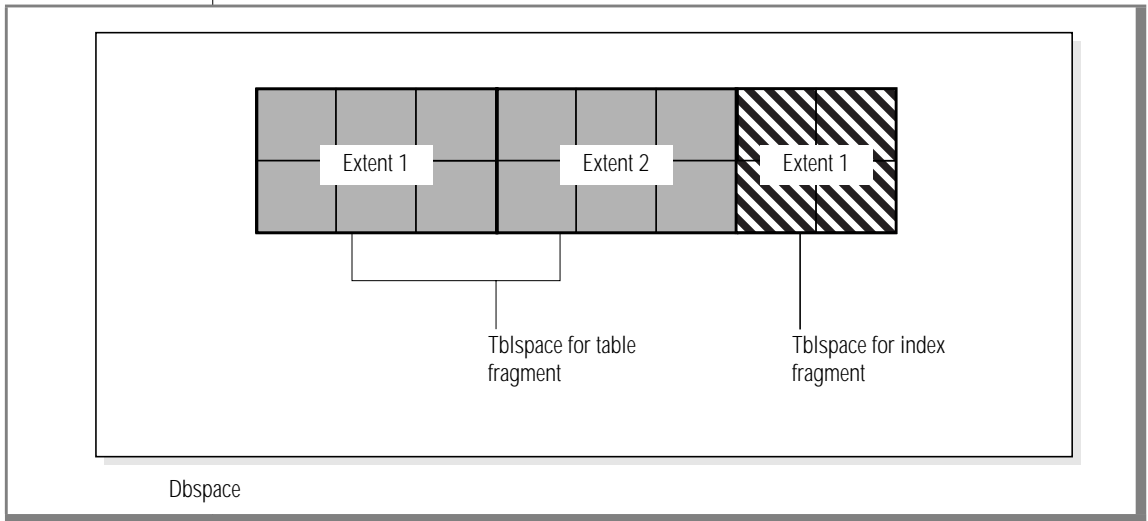 Extent 1
Extent 2
Extent 1
Tblspace for table
fragment
Tblspace for index
fragment
Dbspace